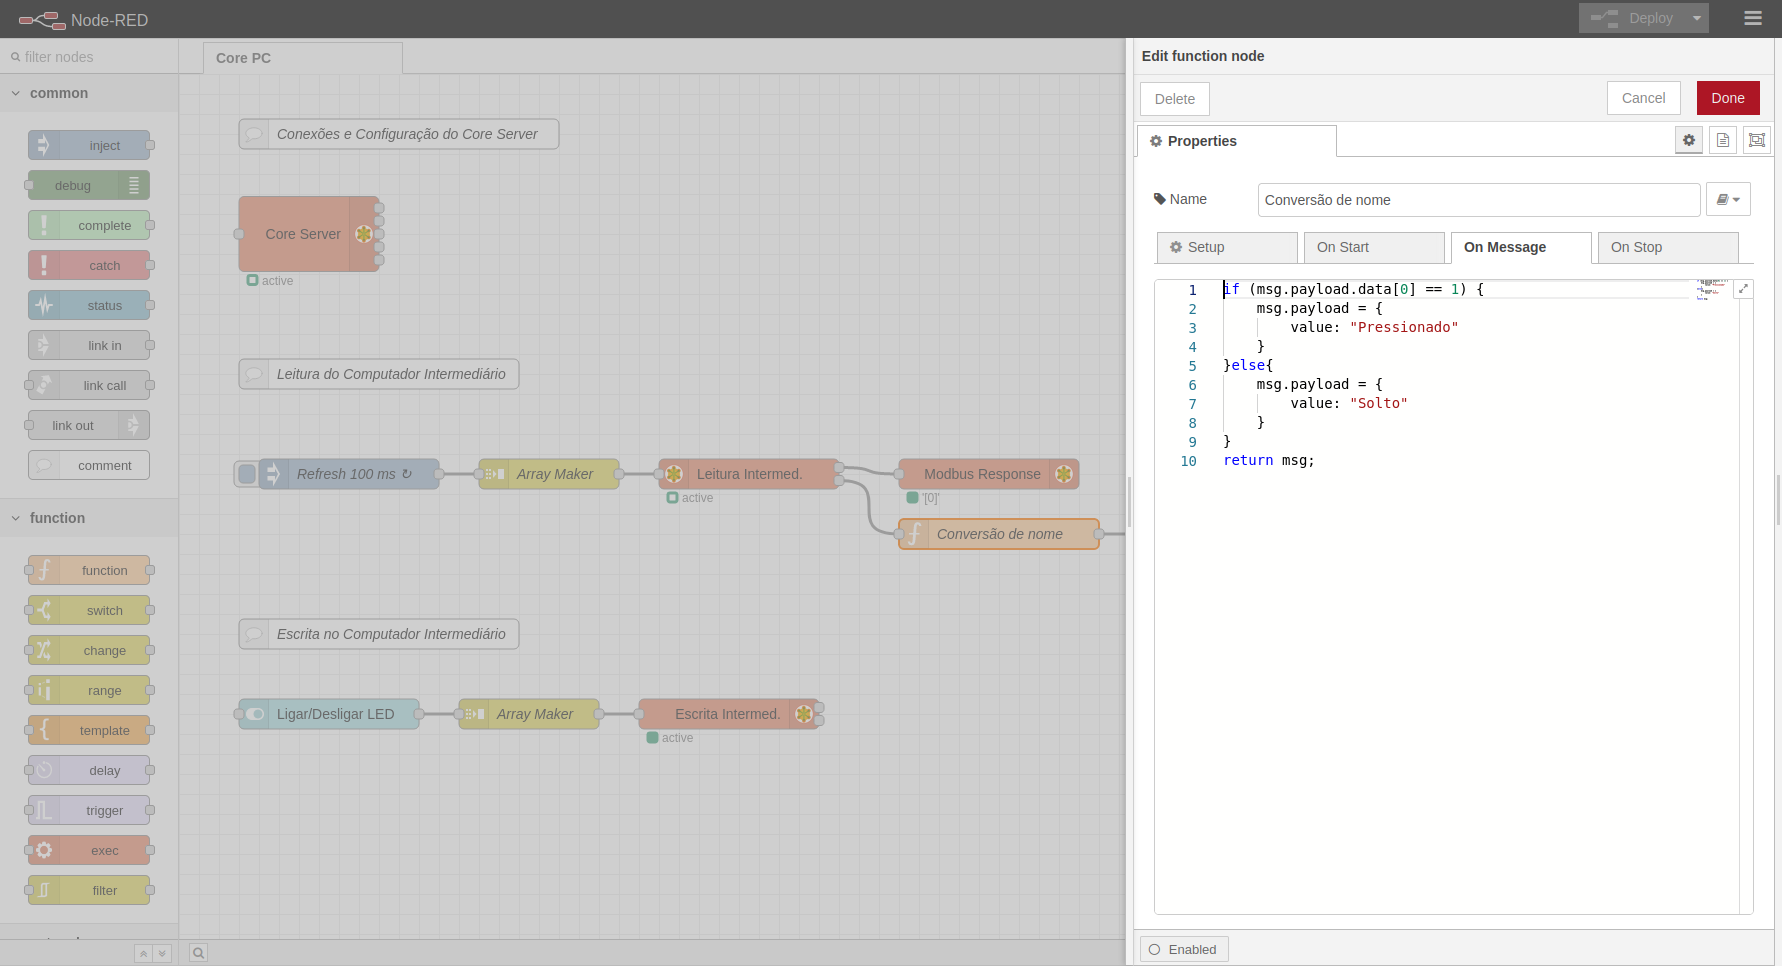 Node-RED
Deploy
filter nodes
Core PC
common
inject
debug
complete
catch
status
link in
link call
link out
comment
function
function
switch
change
range
template
delay
trigger
exec
filter
Conexões e Configuração do Core Server
Core Server
active
Leitura do Computador Intermediário
Refresh 100 ms ↻
Array Maker
Leitura Intermed.
active
Modbus Response
'[0]'
Conversão de nome
Escrita no Computador Intermediário
Ligar/Desligar LED
Array Maker
Escrita Intermed.
active
Edit function node
Delete
Cancel
Done
Properties
Name
Conversão de nome
Setup
On Start
On Message
On Stop
1 if (msg.payload.data[0] == 1) {
2     msg.payload = {
3         value: "Pressionado"
4     }
5 }else{
6     msg.payload = {
7         value: "Solto"
8     }
9 }
10 return msg;
Enabled